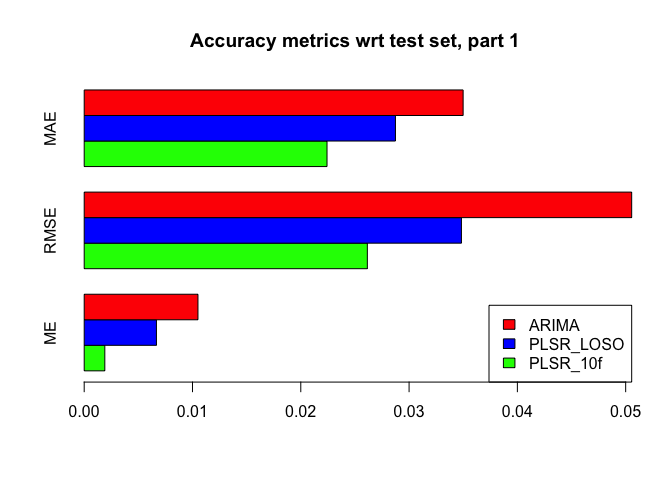 Accuracy metrics wrt test set, part 1
MAE
RMSE
ME
ARIMA
PLSR_LOSO
PLSR_10f
0.00 0.01 0.02 0.03 0.04 0.05